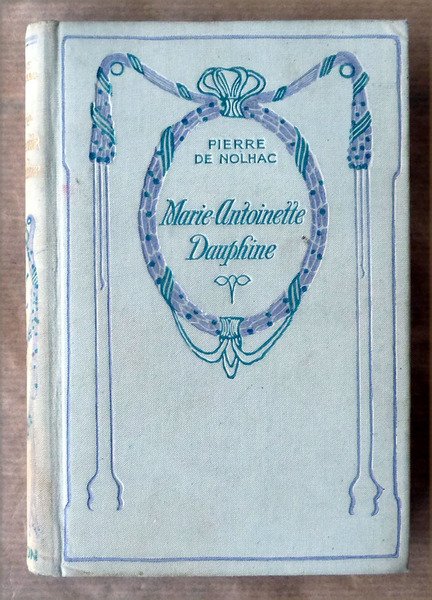 PIERRE
DE NOLHAC
Marie Antoinette
Dauphine